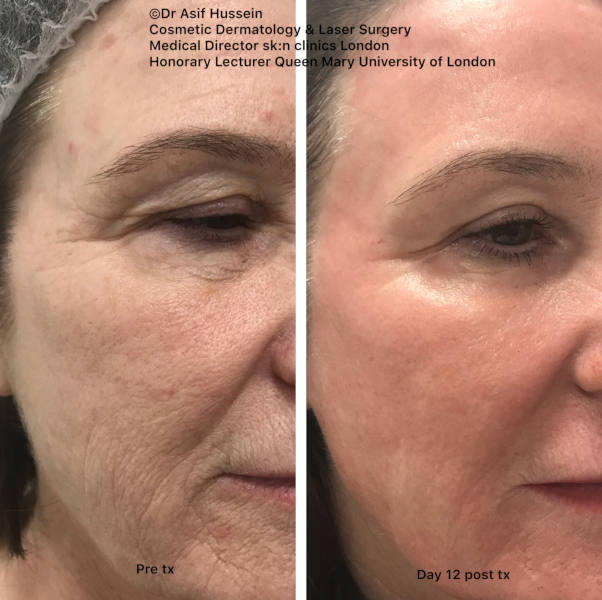 ©Dr Asif Hussein
Cosmetic Dermatology & Laser Surgery
Medical Director sk:n clinics London
Honorary Lecturer Queen Mary University of London
Pre tx
Day 12 post tx